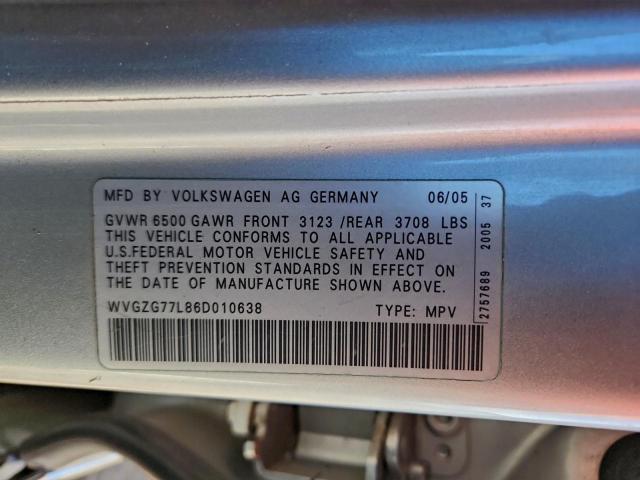 MFD BY VOLKSWAGEN AG GERMANY 06/05
GVWR 6500 GAWR FRONT 3123 /REAR 3708 LBS
THIS VEHICLE CONFORMS TO ALL APPLICABLE
U.S.FEDERAL MOTOR VEHICLE SAFETY AND
THEFT PREVENTION STANDARDS IN EFFECT ON
THE DATE OF MANUFACTURE SHOWN ABOVE.
WVGZG77L86D010638 TYPE: MPV
2757689 2005 37